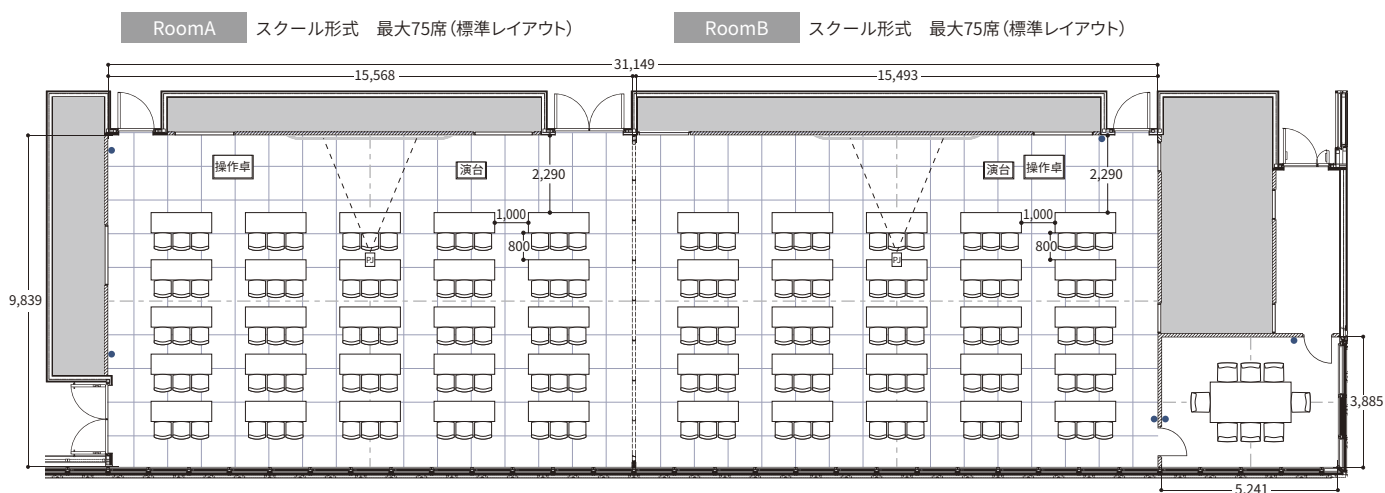 RoomA スクール形式 最大75席（標準レイアウト） RoomB スクール形式 最大75席（標準レイアウト）
31,149
15,568 15,493
操作卓 演台 2,290 演台 操作卓 2,290
1,000 1,000
800 800
PJ PJ
9,839
3,885
5,241